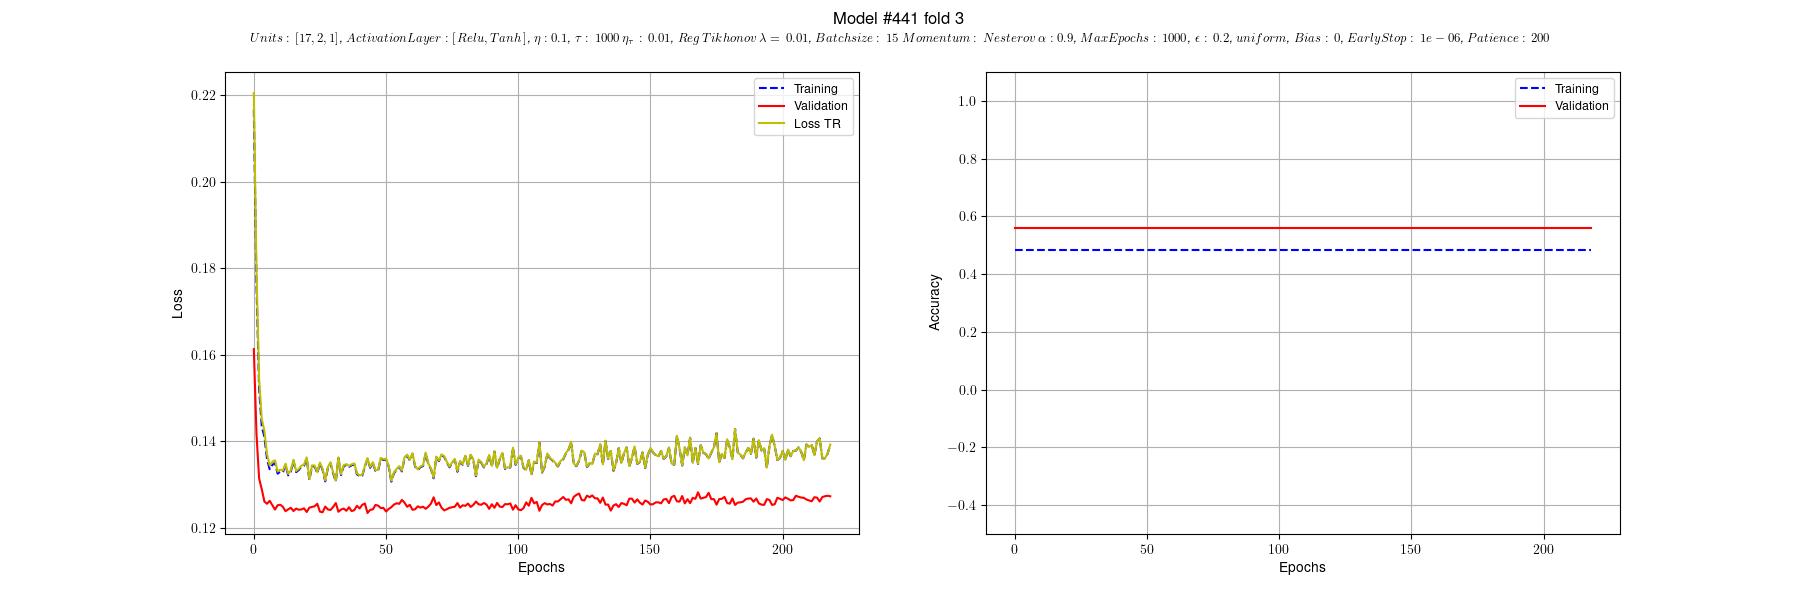 Model #441 fold 3
Units : [17, 2, 1], ActivationLayer : [Relu, Tanh], η : 0.1, τ : 1000 ητ : 0.01, Reg Tikhonov λ = 0.01, Batchsize : 15 Momentum : Nesterov α : 0.9, MaxEpochs : 1000, ϵ : 0.2, uniform, Bias : 0, EarlyStop : 1e − 06, Patience : 200
0.22
0.20
0.18
0.16
0.14
0.12
Loss
0 50 100 150 200
Epochs
Training
Validation
Loss TR
1.0
0.8
0.6
0.4
0.2
0.0
−0.2
−0.4
Accuracy
0 50 100 150 200
Epochs
Training
Validation